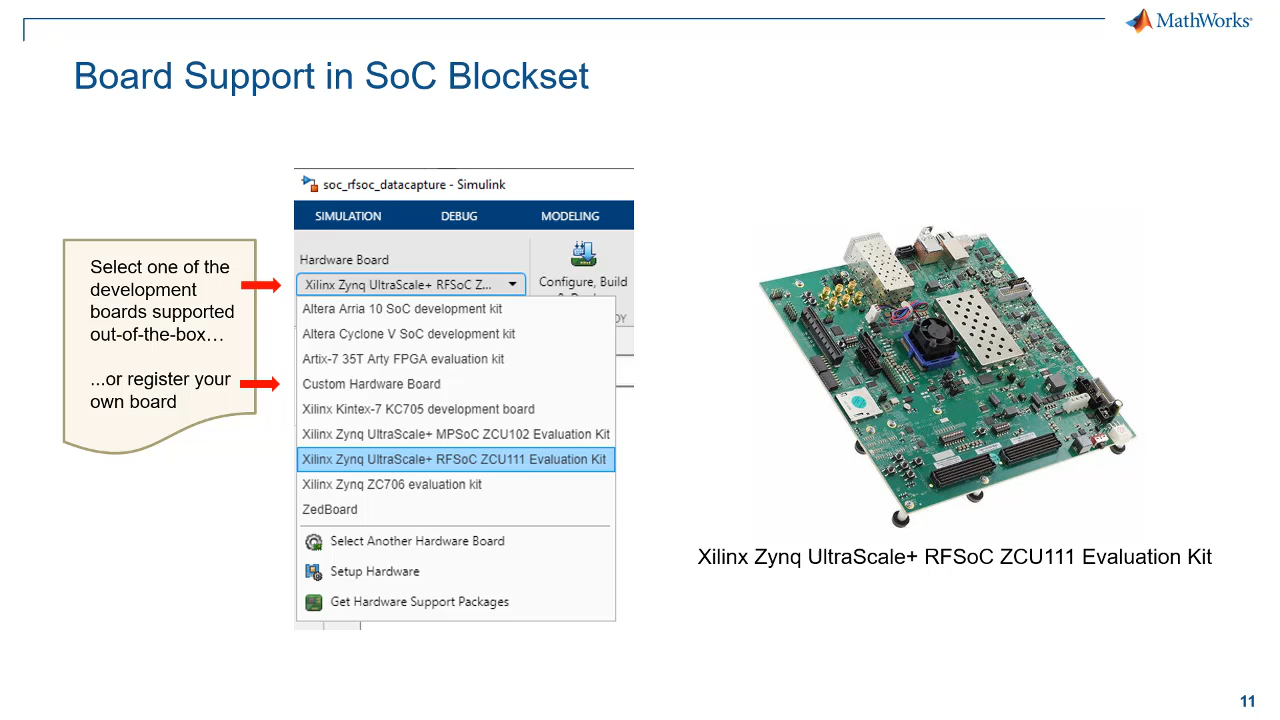 MathWorks®
Board Support in SoC Blockset
Select one of the
development
boards supported
out-of-the-box…
...or register your
own board
soc_rfsoc_datacapture - Simulink
SIMULATION DEBUG MODELING
Hardware Board
Xilinx Zynq UltraScale+ RFSoC Z...
Configure, Build
Altera Arria 10 SoC development kit
Altera Cyclone V SoC development kit
Artix-7 35T Arty FPGA evaluation kit
Custom Hardware Board
Xilinx Kintex-7 KC705 development board
Xilinx Zynq UltraScale+ MPSoC ZCU102 Evaluation Kit
Xilinx Zynq UltraScale+ RFSoC ZCU111 Evaluation Kit
Xilinx Zynq ZC706 evaluation kit
ZedBoard
Select Another Hardware Board
Setup Hardware
Get Hardware Support Packages
Xilinx Zynq UltraScale+ RFSoC ZCU111 Evaluation Kit
11